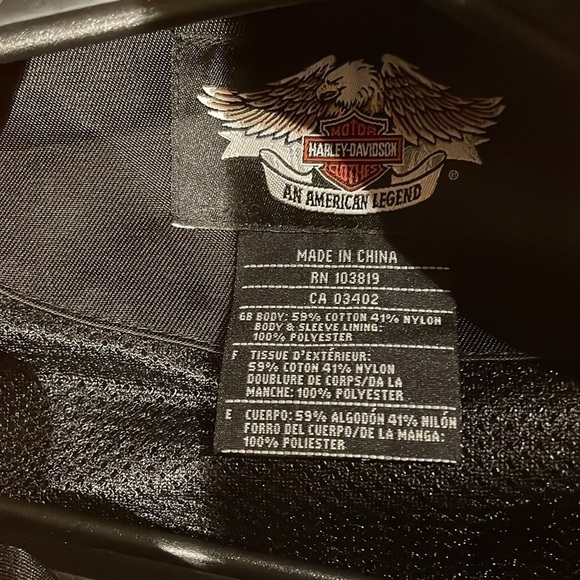 MOTOR
HARLEY-DAVIDSON
CLOTHES
AN AMERICAN LEGEND
®
MADE IN CHINA
RN 103819
CA 03402
GB BODY: 59% COTTON 41% NYLON
BODY & SLEEVE LINING:
100% POLYESTER
F TISSUE D'EXTÉRIEUR:
59% COTON 41% NYLON
DOUBLURE DE CORPS/DA LA
MANCHE: 100% POLYESTER
E CUERPO: 59% ALGODÓN 41% NILÓN
FORRO DEL CUERPO/DE LA MANGA:
100% POLIESTER